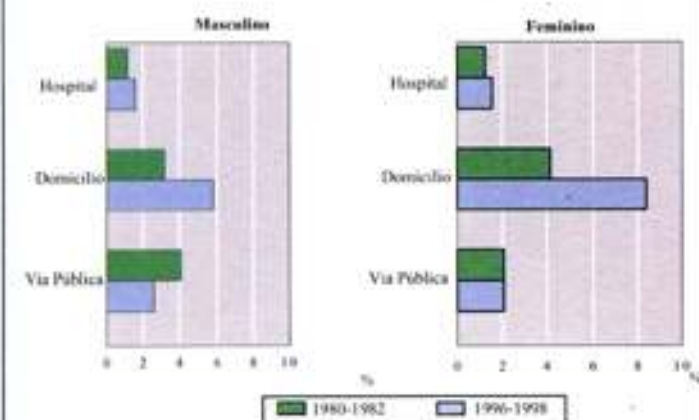 Masculino
Feminino
Hospital
Domicilio
Via Pública
0 2 4 6 8 10
%
Hospital
Domicilio
Via Pública
0 2 4 6 8 10
%
1980-1982 1996-1998